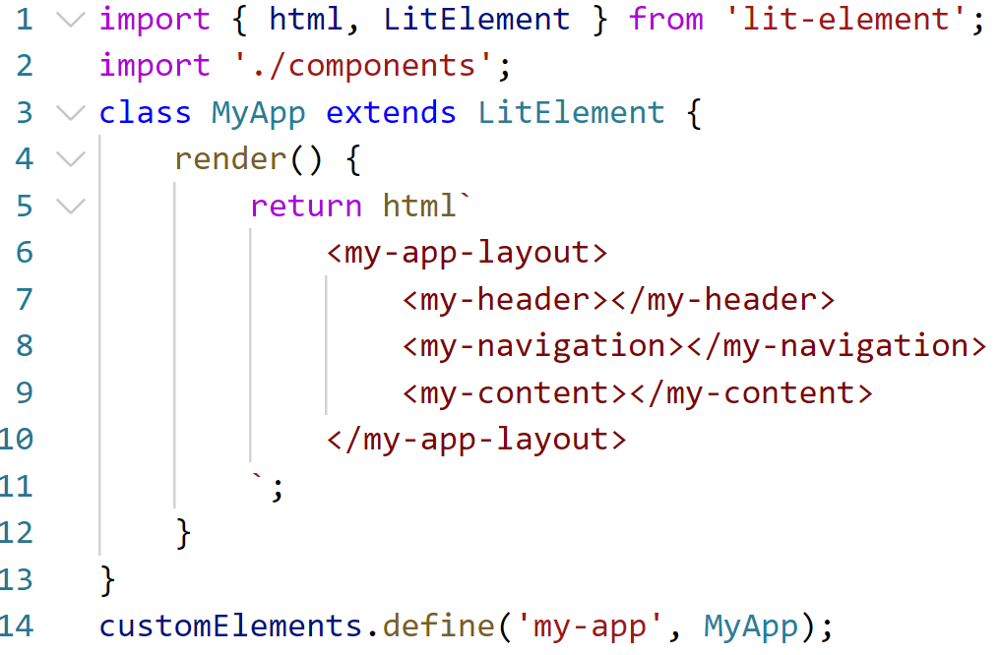 1 import { html, LitElement } from 'lit-element';
2 import './components';
3 class MyApp extends LitElement {
4     render() {
5         return html`
6             <my-app-layout>
7                 <my-header></my-header>
8                 <my-navigation></my-navigation>
9                 <my-content></my-content>
10             </my-app-layout>
11         `;
12     }
13 }
14 customElements.define('my-app', MyApp);